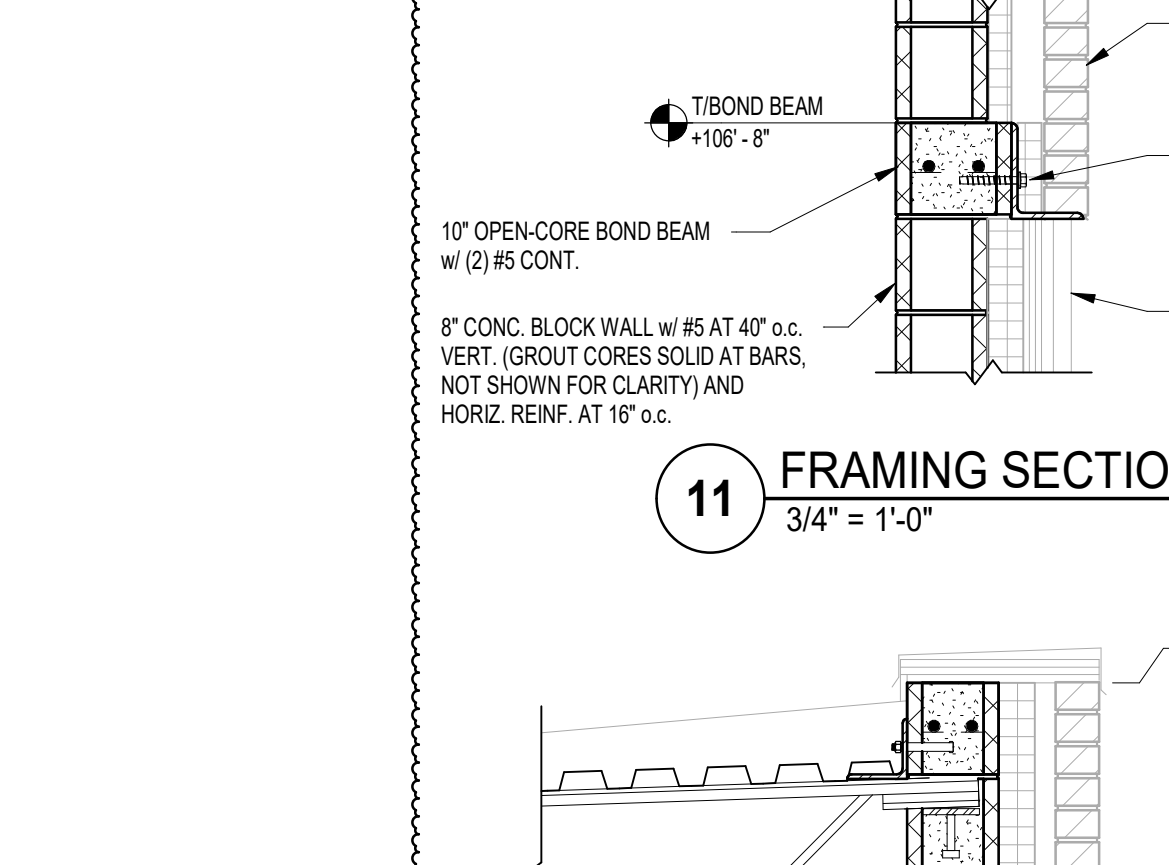 T/BOND BEAM
+106' - 8"
10" OPEN-CORE BOND BEAM
w/ (2) #5 CONT.
8" CONC. BLOCK WALL w/ #5 AT 40" o.c.
VERT. (GROUT CORES SOLID AT BARS,
NOT SHOWN FOR CLARITY) AND
HORIZ. REINF. AT 16" o.c.
11
FRAMING SECTIO
3/4" = 1'-0"